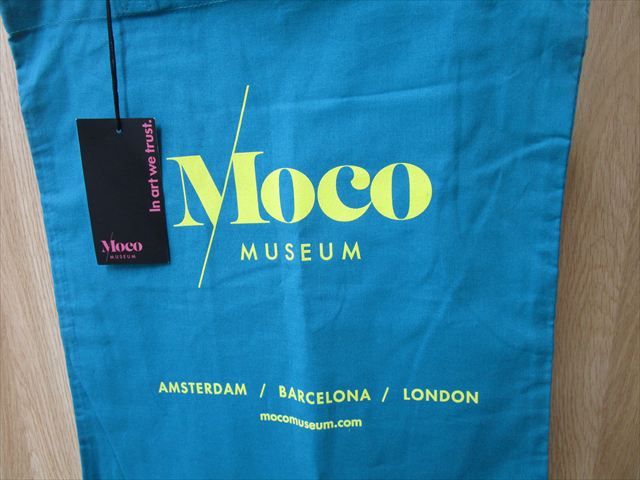 In art we trust.
Moco
MUSEUM
Moco
MUSEUM
AMSTERDAM / BARCELONA / LONDON
mocomuseum.com